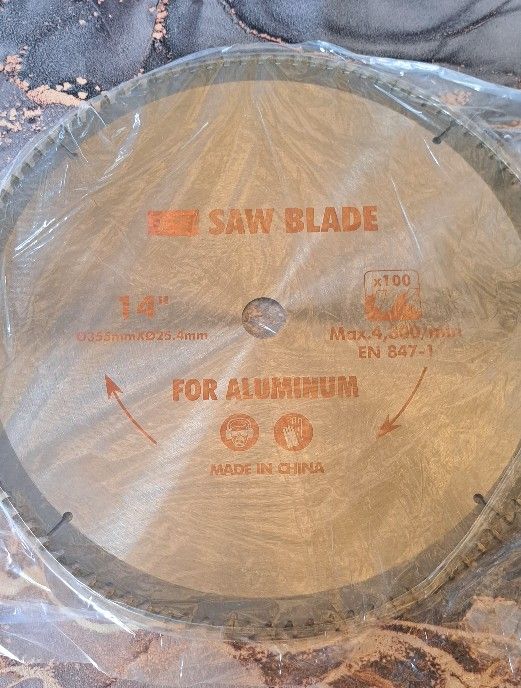 SAW BLADE
14"
x100
Ø355mmXØ25.4mm
Max.4,300/min
EN 847-1
FOR ALUMINUM
MADE IN CHINA